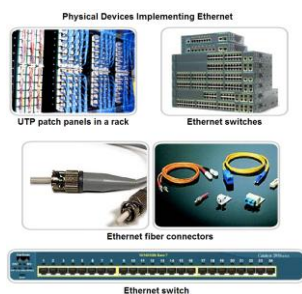 Physical Devices Implementing Ethernet
UTP patch panels in a rack
Ethernet switches
Ethernet fiber connectors
Ethernet switch